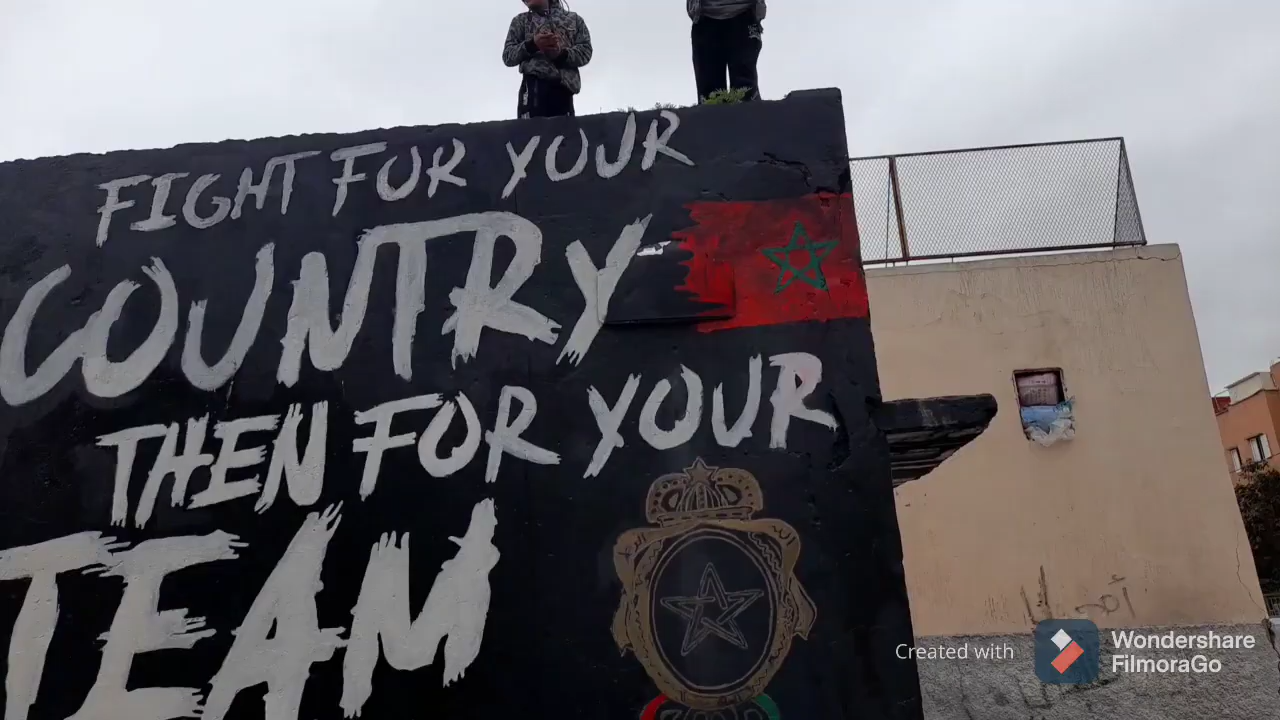 FIGHT FOR YOUR
COUNTRY
THEN FOR YOUR
TEAM
Created with
Wondershare
FilmoraGo